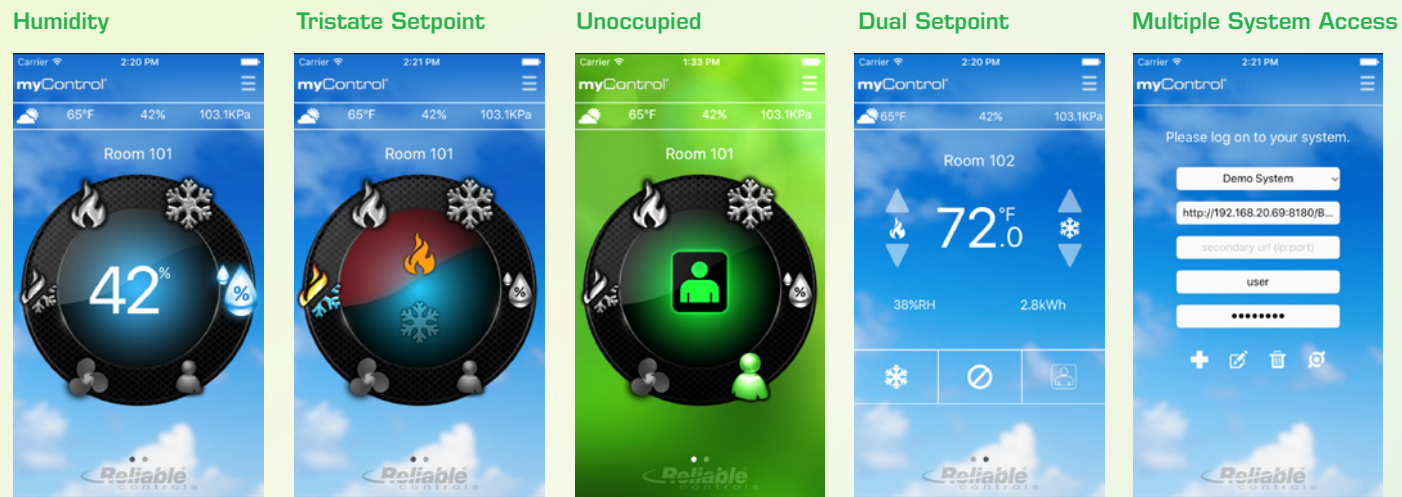 Humidity
Carrier 2:20 PM
myControl®
65°F 42% 103.1KPa
Room 101
42%
%
Reliable
controls
Tristate Setpoint
Carrier 2:21 PM
myControl®
65°F 42% 103.1KPa
Room 101
%
Reliable
controls
Unoccupied
Carrier 1:33 PM
myControl®
65°F 42% 103.1KPa
Room 101
%
Reliable
controls
Dual Setpoint
Carrier 2:20 PM
myControl®
65°F 42% 103.1KPa
Room 102
72.0°F
38%RH 2.8kWh
Reliable
controls
Multiple System Access
Carrier 2:21 PM
myControl®
Please log on to your system.
Demo System
http://192.168.20.69:8180/B...
secondary url (ip:port)
user
••••••••
Reliable
controls